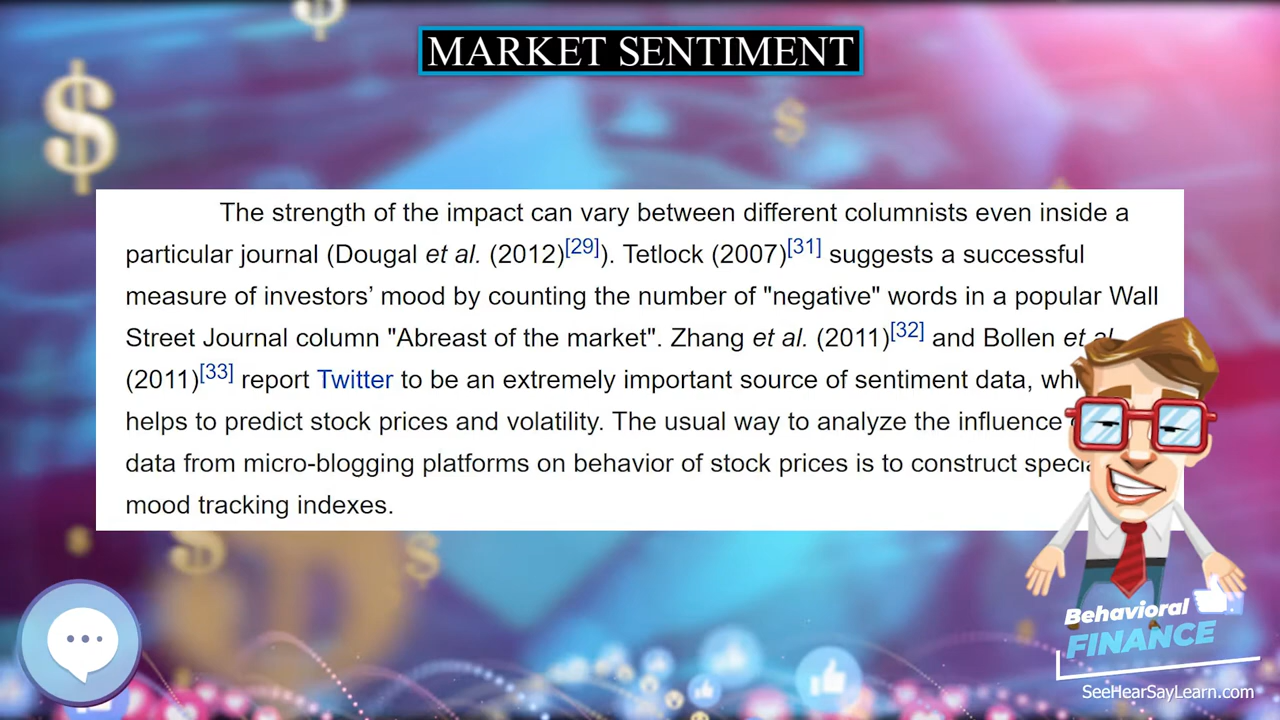 MARKET SENTIMENT
The strength of the impact can vary between different columnists even inside a
particular journal (Dougal et al. (2012)[29]). Tetlock (2007)[31] suggests a successful
measure of investors’ mood by counting the number of "negative" words in a popular Wall
Street Journal column "Abreast of the market". Zhang et al. (2011)[32] and Bollen et al.
(2011)[33] report Twitter to be an extremely important source of sentiment data, 
helps to predict stock prices and volatility. The usual way to analyze the influence
data from micro-blogging platforms on behavior of stock prices is to construct
mood tracking indexes.
Behavioral
FINANCE
SeeHearSayLearn.com